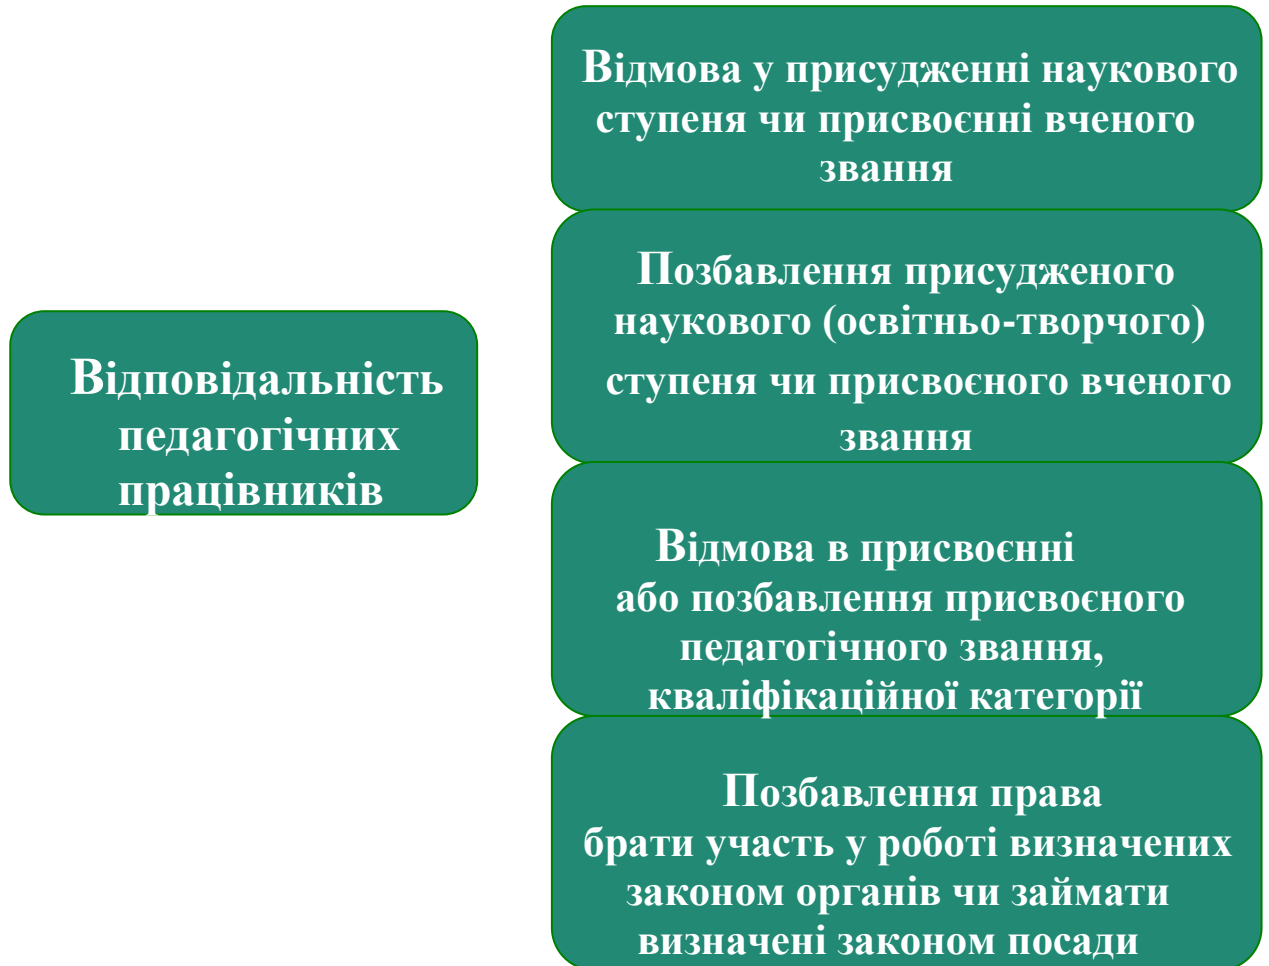 Відповідальність
педагогічних
працівників
Відмова у присудженні наукового
ступеня чи присвоєнні вченого
звання
Позбавлення присудженого
наукового (освітньо-творчого)
ступеня чи присвоєного вченого
звання
Відмова в присвоєнні
або позбавлення присвоєного
педагогічного звання,
кваліфікаційної категорії
Позбавлення права
брати участь у роботі визначених
законом органів чи займати
визначені законом посади